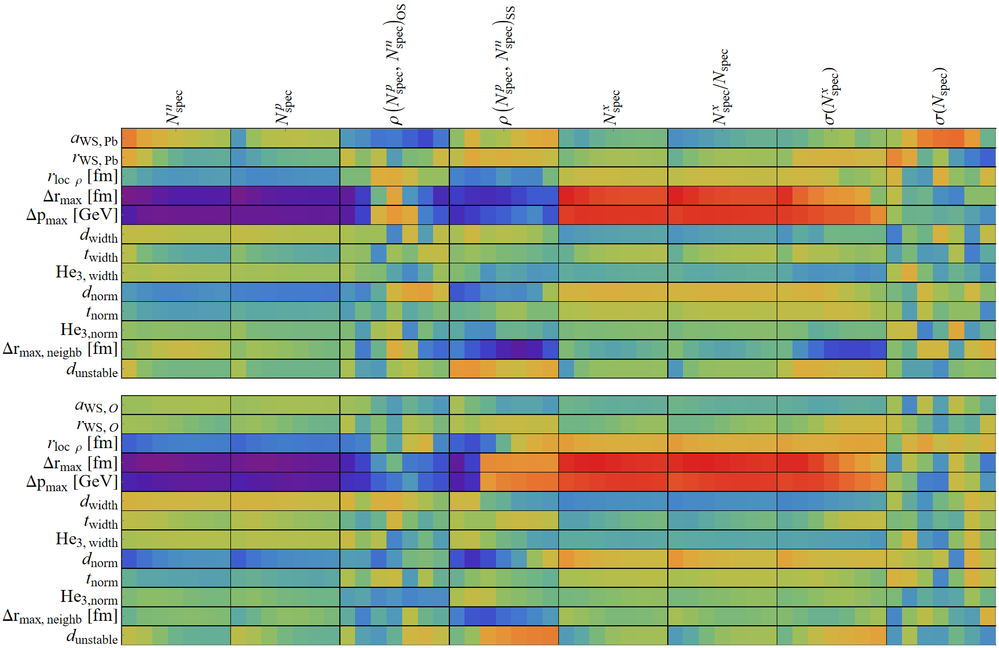 N^n_spec
N^p_spec
ρ (N^p_spec, N^n_spec)_OS
ρ (N^p_spec, N^n_spec)_SS
N^x_spec
N^x_spec/N_spec
σ(N^x_spec)
σ(N_spec)
a_WS, Pb
r_WS, Pb
r_loc ρ [fm]
Δr_max [fm]
Δp_max [GeV]
d_width
t_width
He_3, width
d_norm
t_norm
He_3,norm
Δr_max, neighb [fm]
d_unstable
a_WS, O
r_WS, O
r_loc ρ [fm]
Δr_max [fm]
Δp_max [GeV]
d_width
t_width
He_3, width
d_norm
t_norm
He_3,norm
Δr_max, neighb [fm]
d_unstable